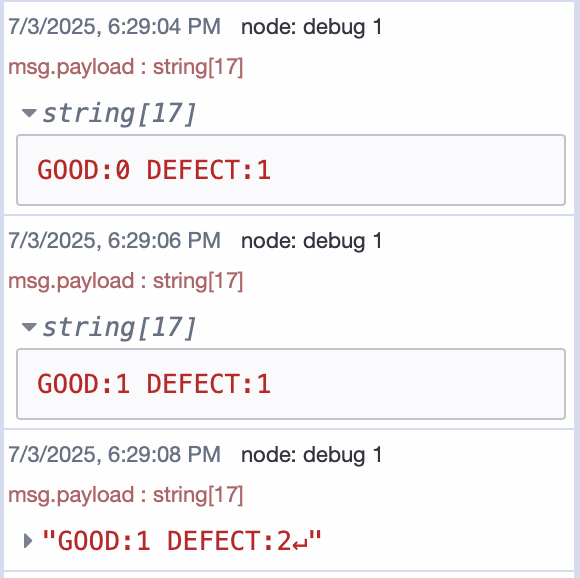 7/3/2025, 6:29:04 PM node: debug 1
msg.payload : string[17]
string[17]
GOOD:0 DEFECT:1
7/3/2025, 6:29:06 PM node: debug 1
msg.payload : string[17]
string[17]
GOOD:1 DEFECT:1
7/3/2025, 6:29:08 PM node: debug 1
msg.payload : string[17]
"GOOD:1 DEFECT:2↵"